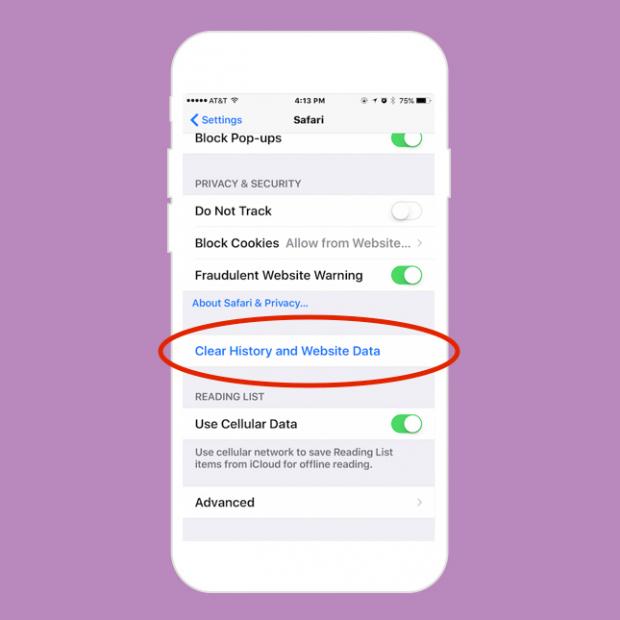 AT&T 4:13 PM 75%
Settings Safari
Block Pop-ups
PRIVACY & SECURITY
Do Not Track
Block Cookies Allow from Website...
Fraudulent Website Warning
About Safari & Privacy...
Clear History and Website Data
READING LIST
Use Cellular Data
Use cellular network to save Reading List
items from iCloud for offline reading.
Advanced